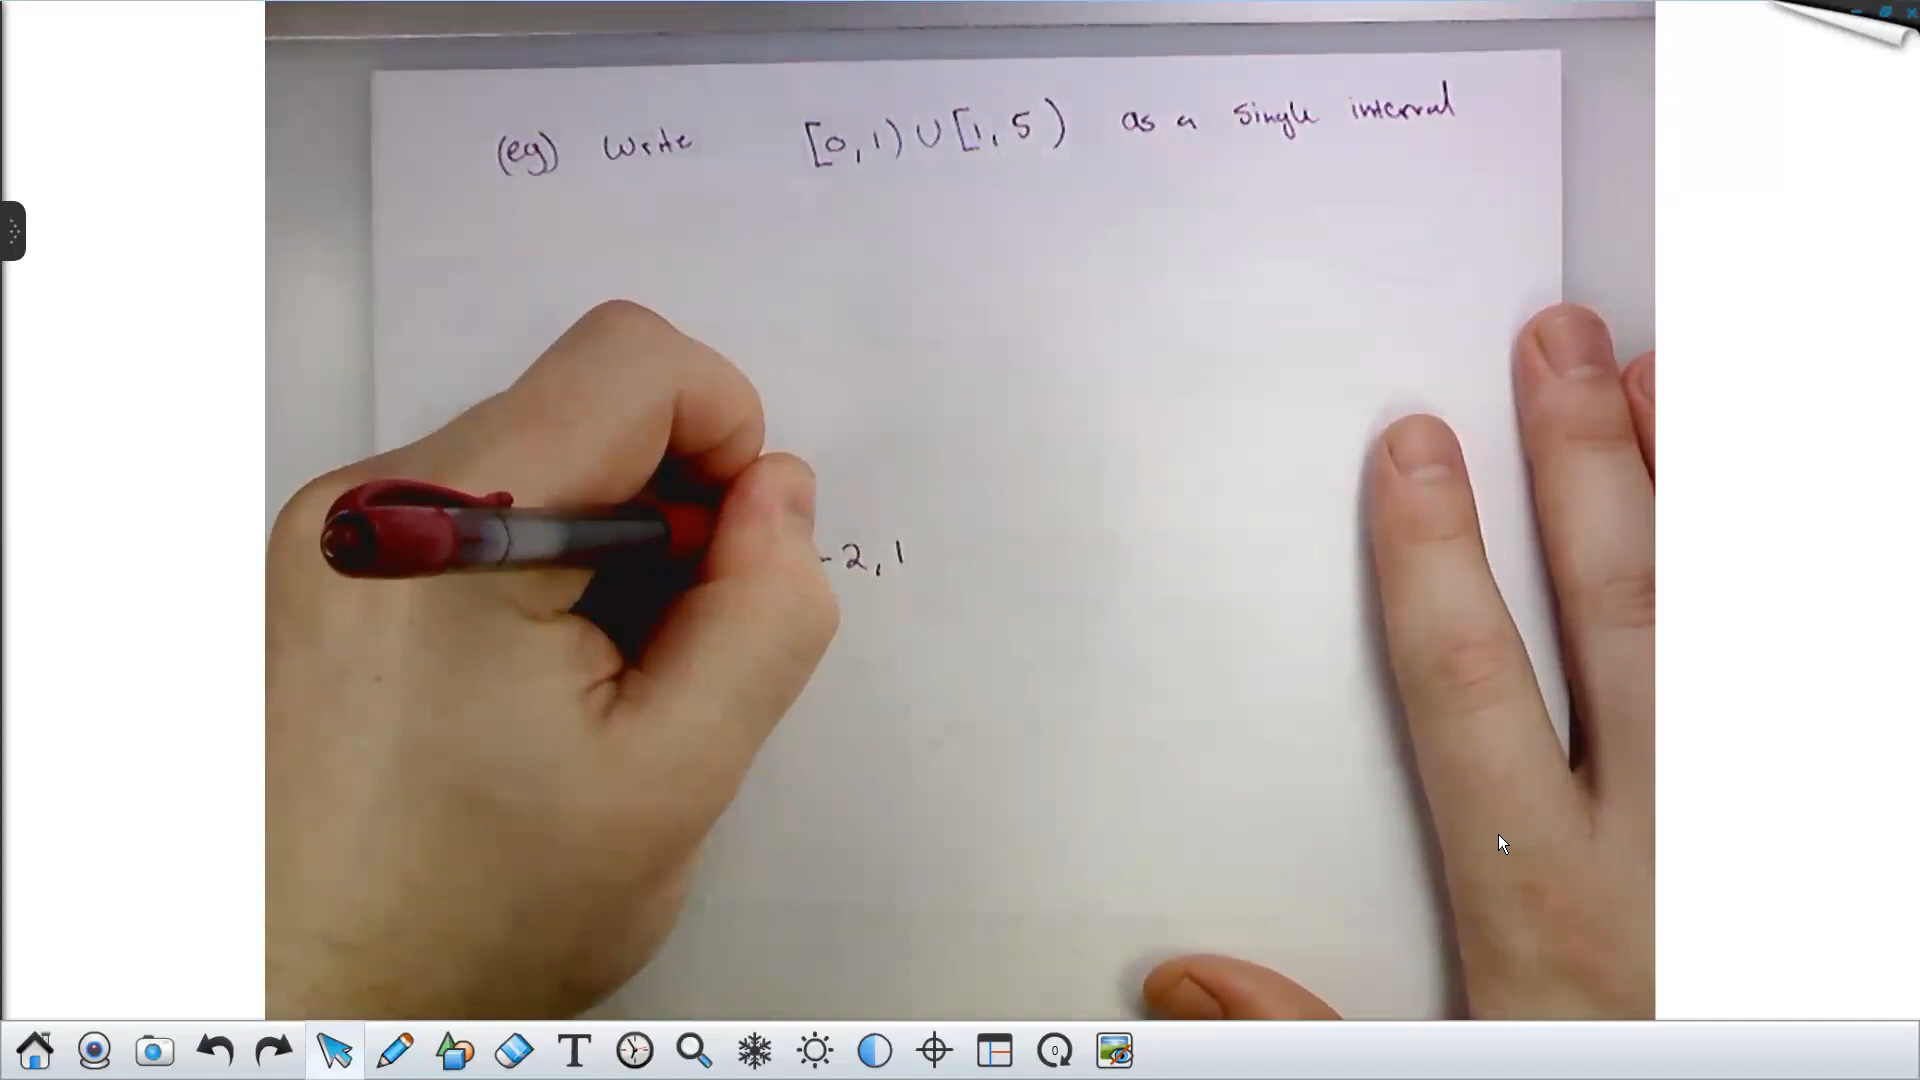 (eg) Write [0, 1) ∪ [1, 5) as a single interval
-2, 1